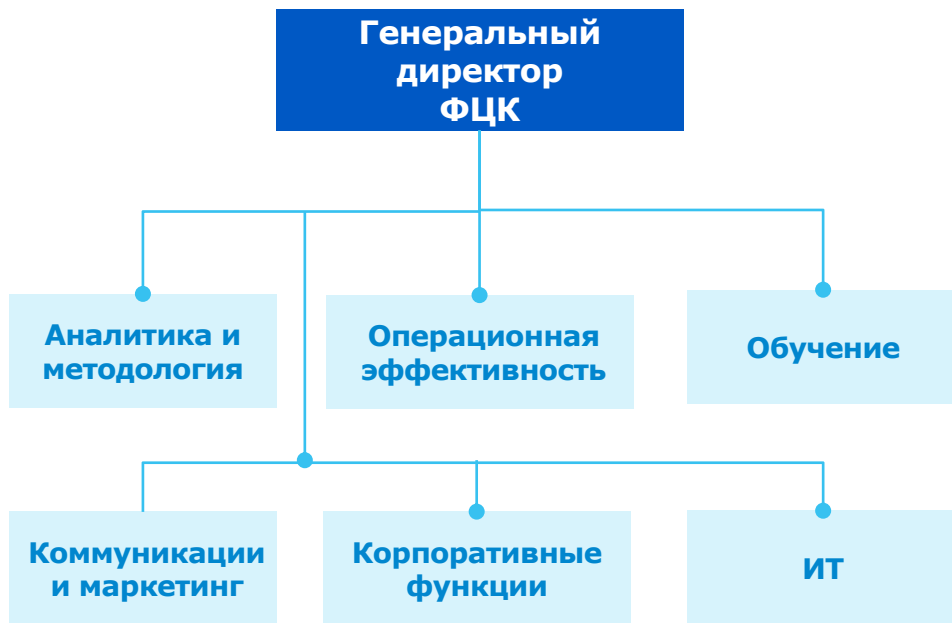 Генеральный
директор
ФЦК
Аналитика и
методология
Операционная
эффективность
Обучение
Коммуникации
и маркетинг
Корпоративные
функции
ИТ